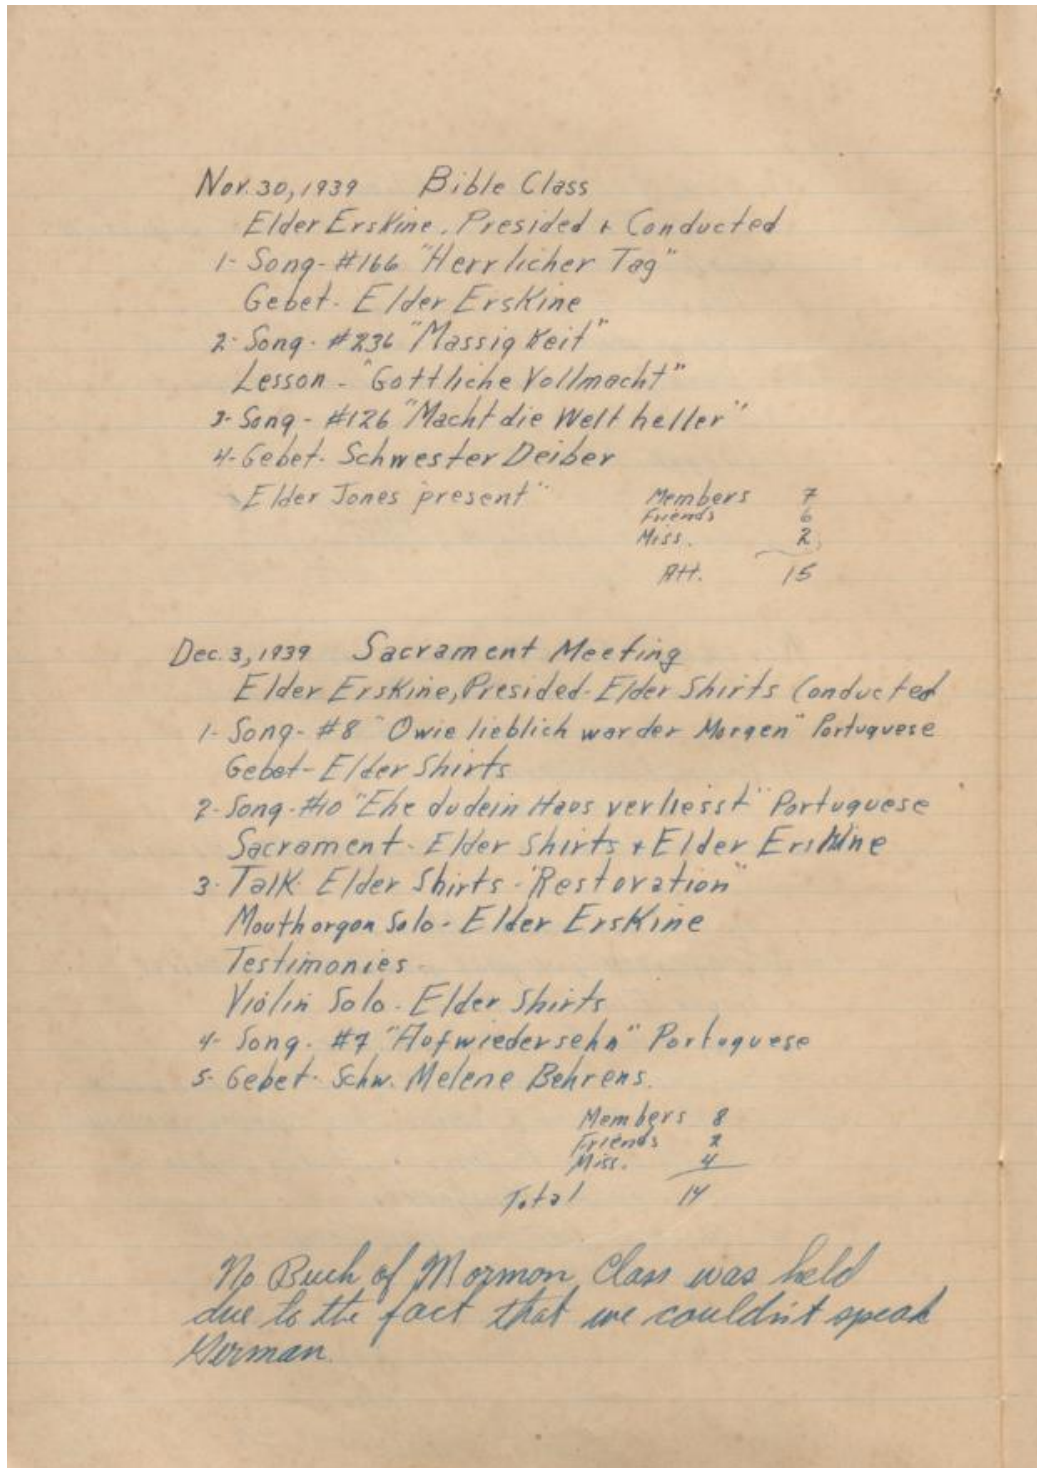 Nov. 30, 1939 Bible Class
Elder Erskine, Presided + Conducted
1- Song- #166 "Herrlicher Tag"
Gebet- Elder Erskine
2- Song- #236 "Massigkeit"
Lesson - "Gottliche Vollmacht"
3- Song - #126 "Macht die Welt heller"
4- Gebet- Schwester Deiber
"Elder Jones present"
Members 7
Friends 6
Miss. 2
Att. 15
Dec. 3, 1939 Sacrament Meeting
Elder Erskine, Presided- Elder Shirts Conducted
1- Song- #8 "O wie lieblich war der Morgen" Portuguese
Gebet- Elder Shirts
2- Song- #10 "Ehe du dein Haus verliesst" Portuguese
Sacrament- Elder Shirts + Elder Erskine
3- Talk- Elder Shirts- "Restoration"
Mouthorgon Solo- Elder Erskine
Testimonies-
Violin Solo- Elder Shirts
4- Song- #7 "Aufwiedersehn" Portuguese
5- Gebet- Schw. Melene Behrens.
Members 8
Friends 2
Miss. 4
Total 14
No Buch of Mormon Class was held
due to the fact that we couldn't speak
German.